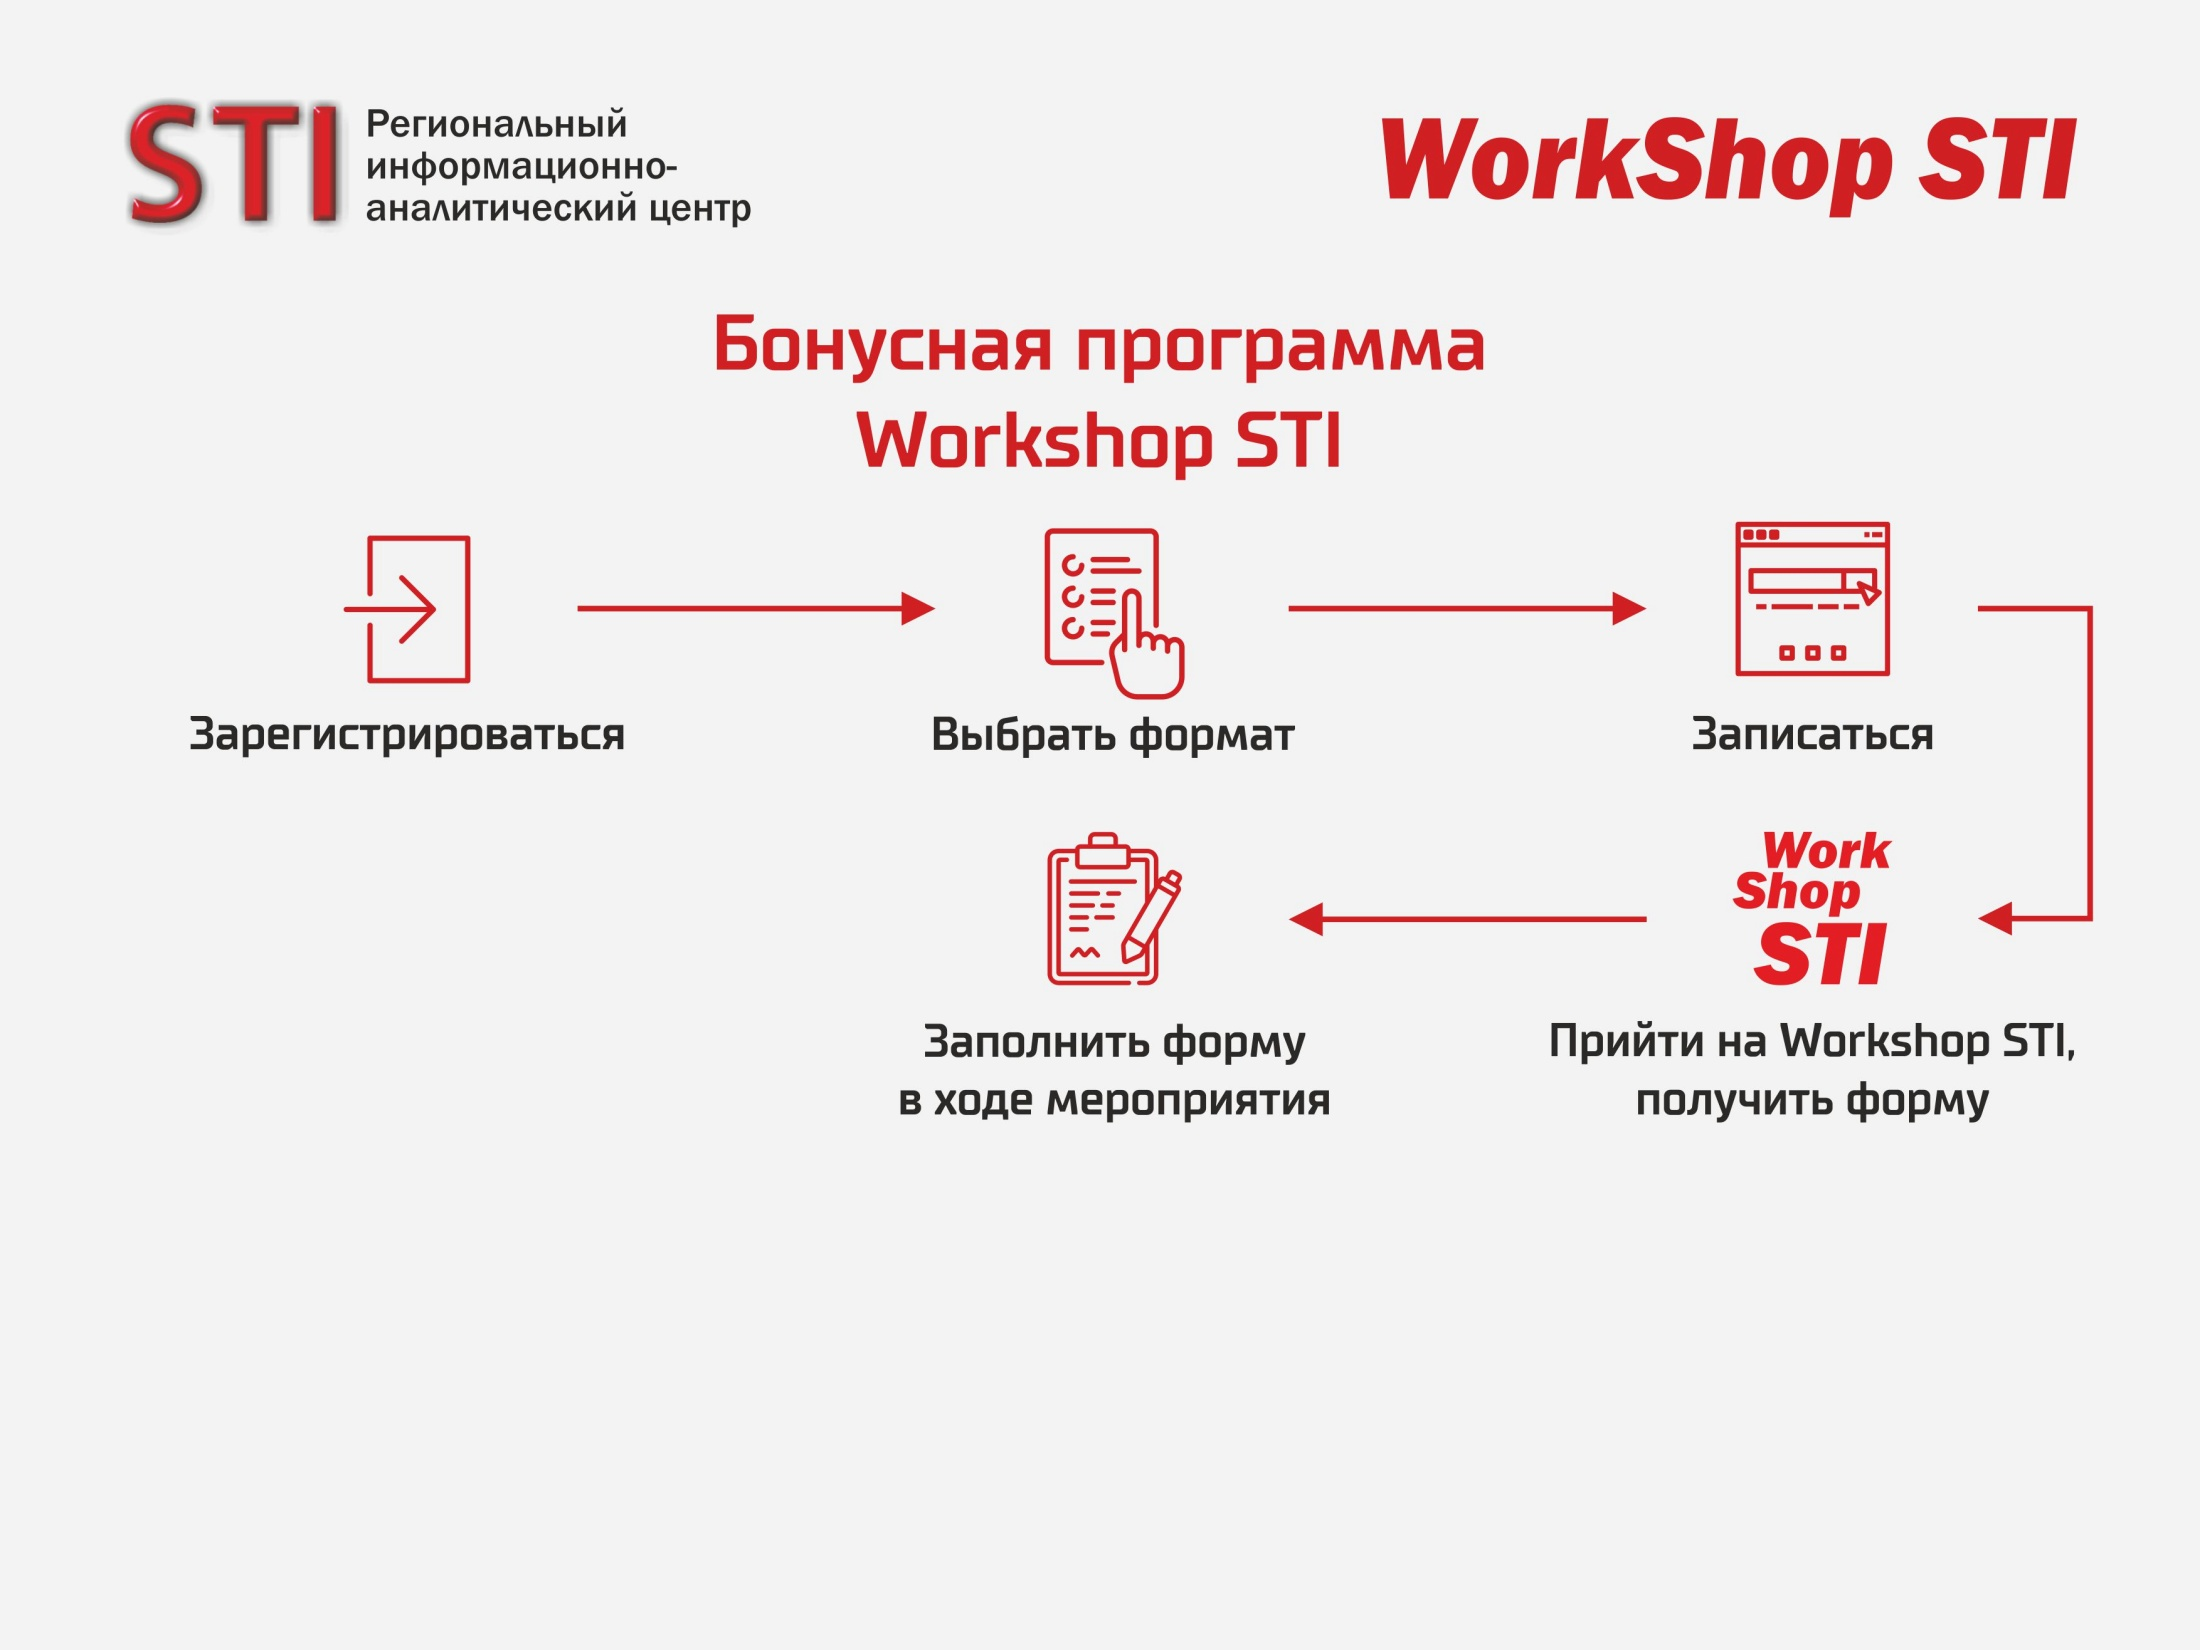 STI
Региональный
информационно-
аналитический центр
WorkShop STI
Бонусная программа
Workshop STI
Зарегистрироваться
Выбрать формат
Записаться
Work
Shop
STI
Заполнить форму
в ходе мероприятия
Прийти на Workshop STI,
получить форму